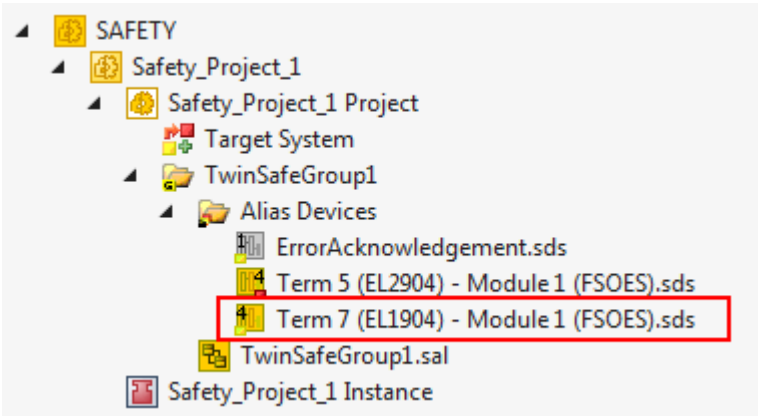 SAFETY
Safety_Project_1
Safety_Project_1 Project
Target System
TwinSafeGroup1
Alias Devices
ErrorAcknowledgement.sds
Term 5 (EL2904) - Module 1 (FSOES).sds
Term 7 (EL1904) - Module 1 (FSOES).sds
TwinSafeGroup1.sal
Safety_Project_1 Instance